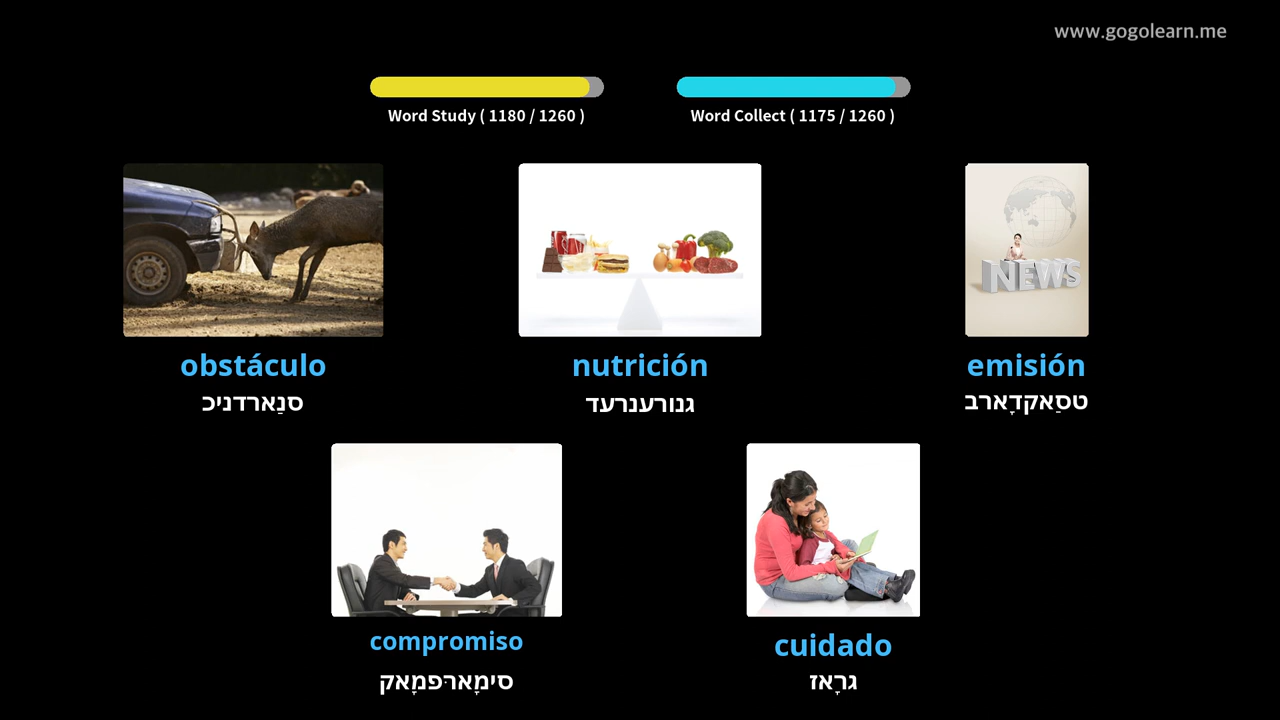 www.gogolearn.me
Word Study ( 1180 / 1260 )
Word Collect ( 1175 / 1260 )
NEWS
obstáculo
סנַארדניכ
nutrición
גנורענרעד
emisión
טסַאקדָארב
compromiso
סימָארּפמָאק
cuidado
גרָאז